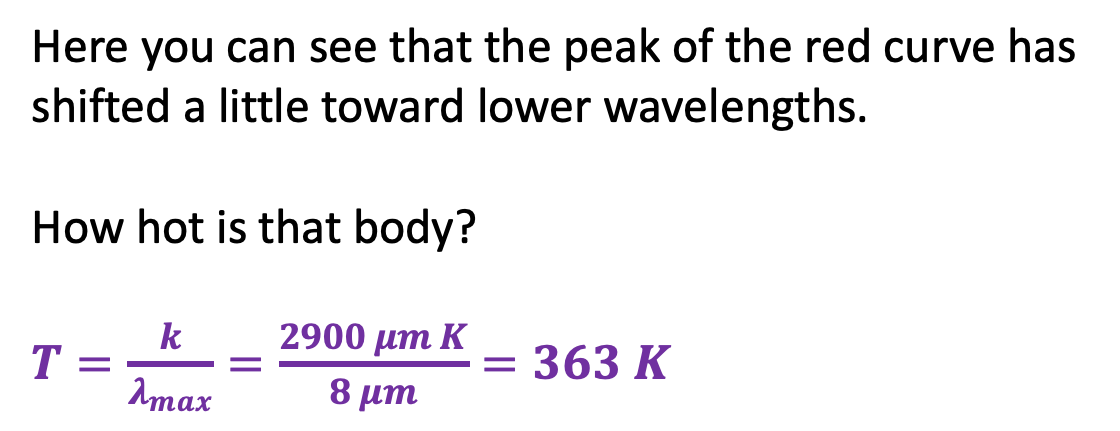 Here you can see that the peak of the red curve has
shifted a little toward lower wavelengths.
How hot is that body?
T = k/λmax = 2900 μm K/8 μm = 363 K